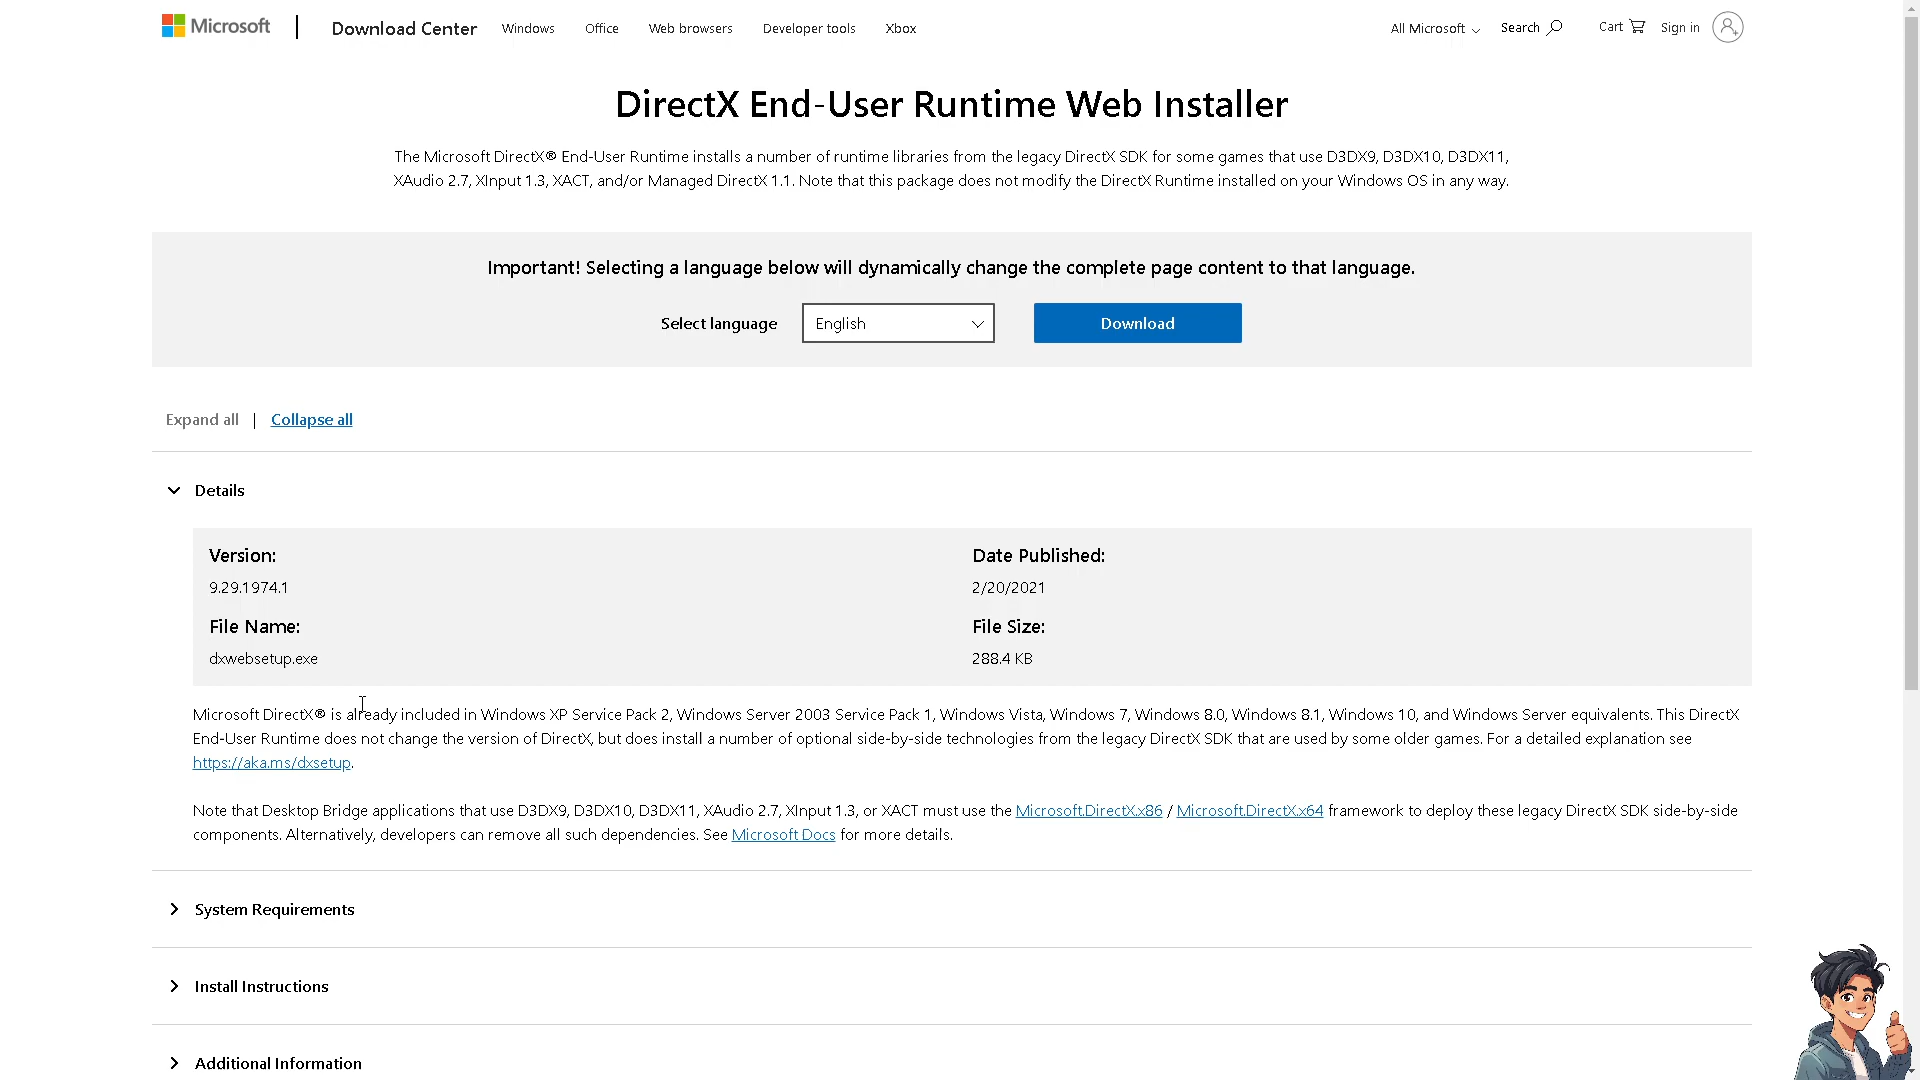 Microsoft | Download Center Windows Office Web browsers Developer tools Xbox All Microsoft Search Cart Sign in
DirectX End-User Runtime Web Installer
The Microsoft DirectX® End-User Runtime installs a number of runtime libraries from the legacy DirectX SDK for some games that use D3DX9, D3DX10, D3DX11,
XAudio 2.7, XInput 1.3, XACT, and/or Managed DirectX 1.1. Note that this package does not modify the DirectX Runtime installed on your Windows OS in any way.
Important! Selecting a language below will dynamically change the complete page content to that language.
Select language English Download
Expand all | Collapse all
Details
Version: Date Published:
9.29.1974.1 2/20/2021
File Name: File Size:
dxwebsetup.exe 288.4 KB
Microsoft DirectX® is already included in Windows XP Service Pack 2, Windows Server 2003 Service Pack 1, Windows Vista, Windows 7, Windows 8.0, Windows 8.1, Windows 10, and Windows Server equivalents. This DirectX
End-User Runtime does not change the version of DirectX, but does install a number of optional side-by-side technologies from the legacy DirectX SDK that are used by some older games. For a detailed explanation see
https://aka.ms/dxsetup.
Note that Desktop Bridge applications that use D3DX9, D3DX10, D3DX11, XAudio 2.7, XInput 1.3, or XACT must use the Microsoft.DirectX.x86 / Microsoft.DirectX.x64 framework to deploy these legacy DirectX SDK side-by-side
components. Alternatively, developers can remove all such dependencies. See Microsoft Docs for more details.
System Requirements
Install Instructions
Additional Information